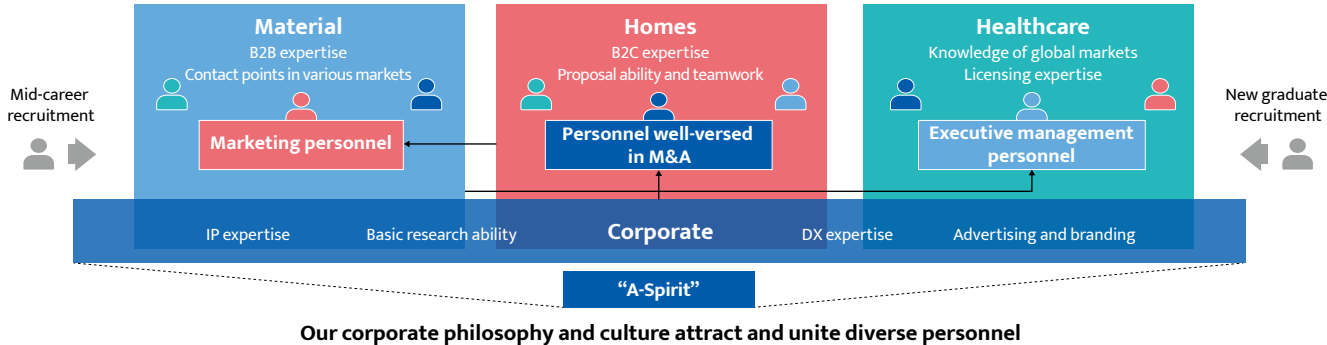 Material
B2B expertise
Contact points in various markets
Homes
B2C expertise
Proposal ability and teamwork
Healthcare
Knowledge of global markets
Licensing expertise
Mid-career
recruitment
New graduate
recruitment
Marketing personnel
Personnel well-versed
in M&A
Executive management
personnel
IP expertise
Basic research ability
Corporate
DX expertise
Advertising and branding
“A-Spirit”
Our corporate philosophy and culture attract and unite diverse personnel